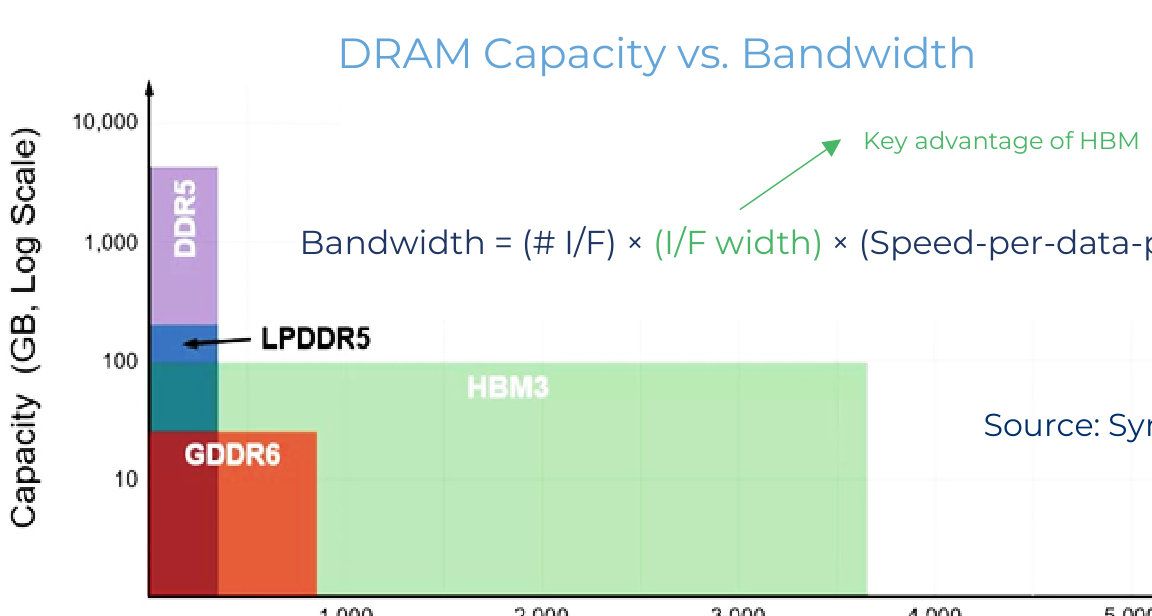 DRAM Capacity vs. Bandwidth
Capacity (GB, Log Scale)
10,000
Key advantage of HBM
DDR5
1,000
Bandwidth = (# I/F) × (I/F width) × (Speed-per-data-p
LPDDR5
100
HBM3
Source: Syn
GDDR6
10
1,000 2,000 3,000 4,000 5,000